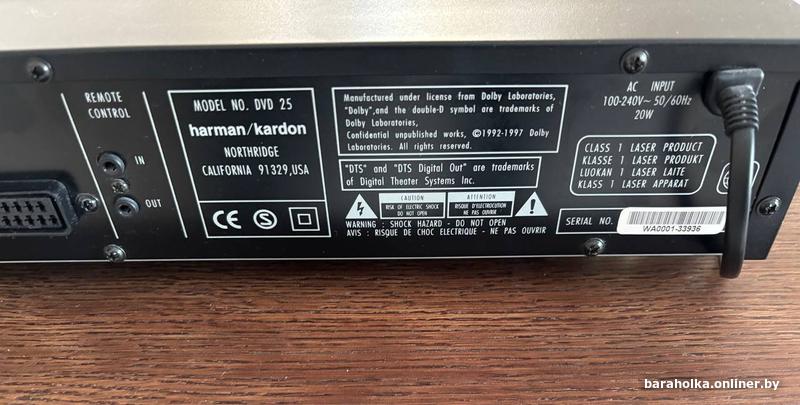 REMOTE
CONTROL
IN
OUT
MODEL NO. DVD 25
harman/kardon
NORTHRIDGE
CALIFORNIA 91329,USA
CE S
Manufactured under license from Dolby Laboratories,
"Dolby",and the double-D symbol are trademarks of
Dolby Laboratories,
Confidential unpublished works, ©1992-1997 Dolby
Laboratories. All rights reserved.
"DTS" and "DTS Digital Out" are trademarks
of Digital Theater Systems Inc.
CAUTION
RISK OF ELECTRIC SHOCK
DO NOT OPEN
ATTENTION
RISQUE D'ELECTROCUTION
NE PAS OUVRIR
WARNING : SHOCK HAZARD - DO NOT OPEN
AVIS : RISQUE DE CHOC ELECTRIQUE - NE PAS OUVRIR
AC INPUT
100-240V~ 50/60Hz
20W
CLASS 1 LASER PRODUCT
KLASSE 1 LASER PRODUKT
LUOKAN 1 LASER LAITE
KLASS 1 LASER APPARAT
SERIAL NO.
WA0001-33936
baraholka.onliner.by